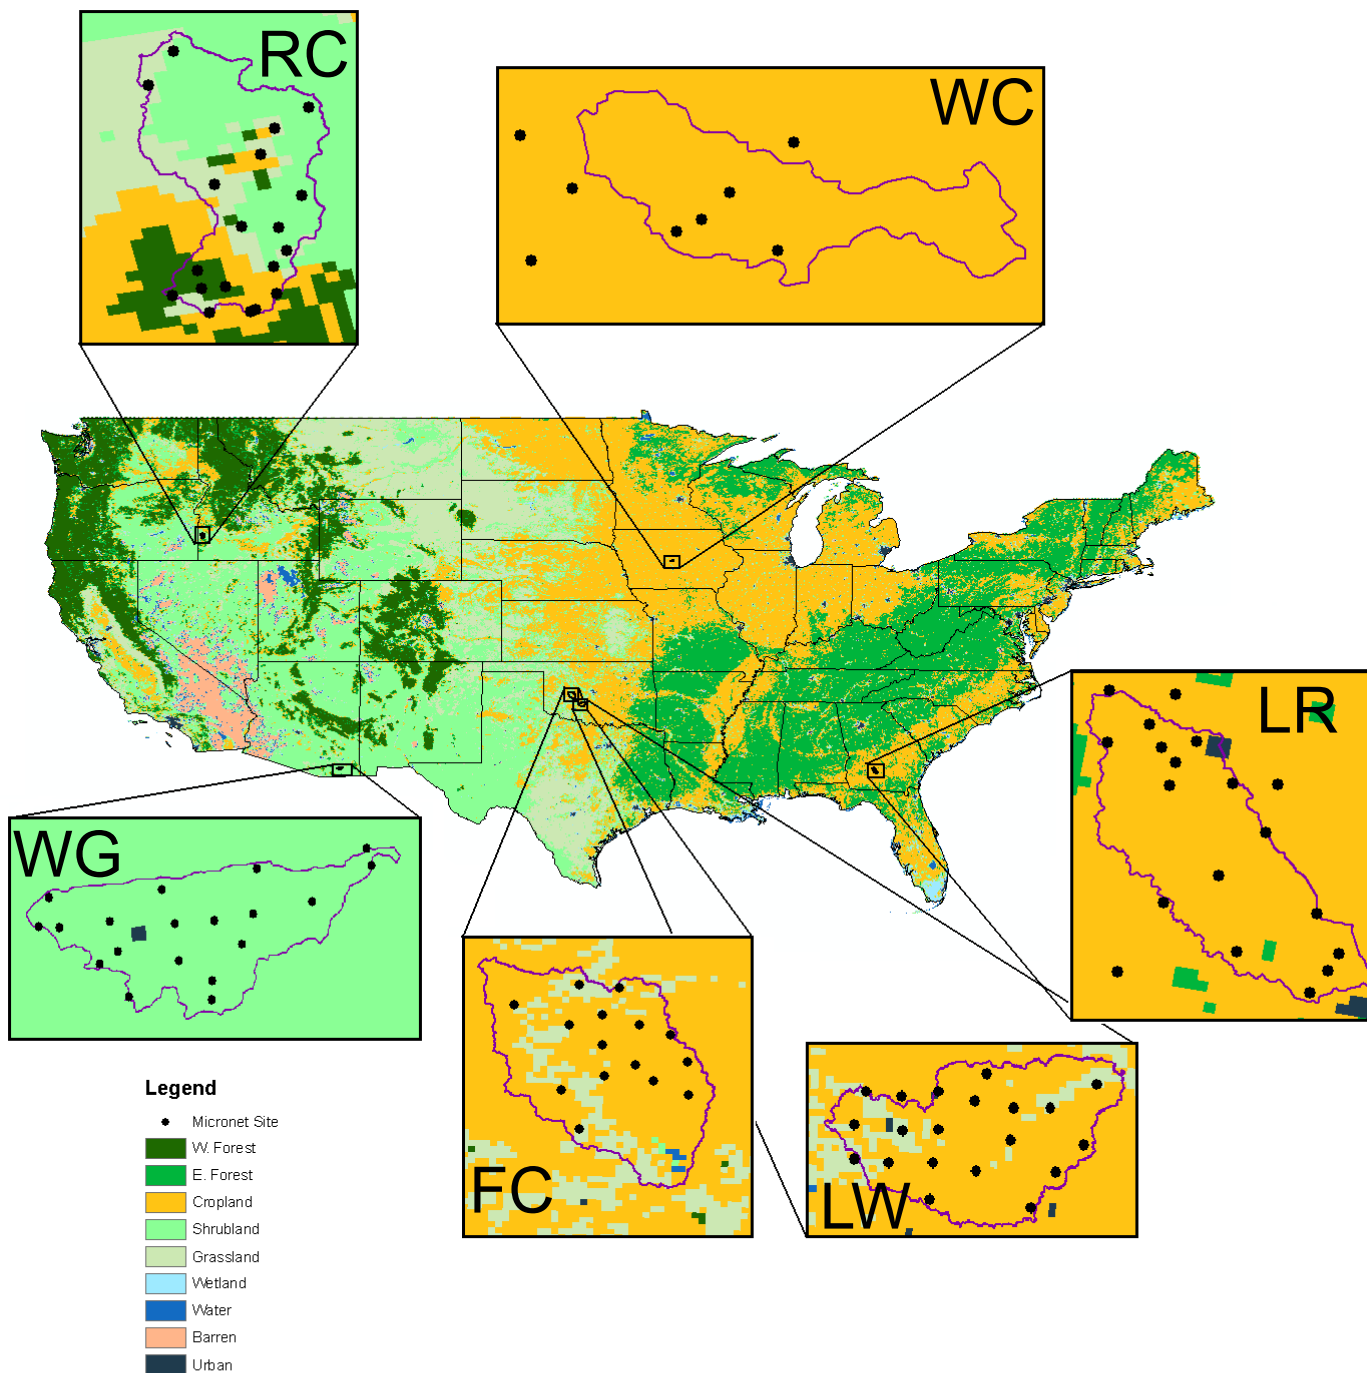 RC
WC
LR
WG
FC
LW
Legend
Micronet Site
W. Forest
E. Forest
Cropland
Shrubland
Grassland
Wetland
Water
Barren
Urban